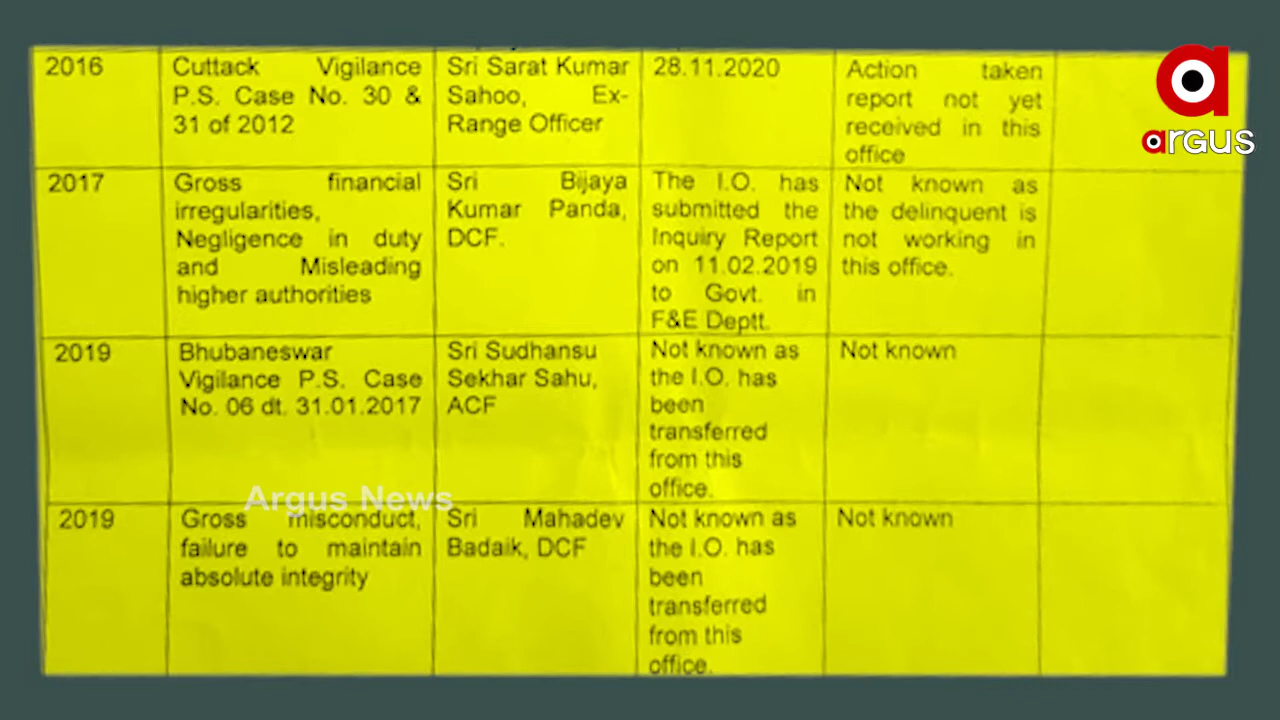 2016
Cuttack Vigilance
P.S. Case No. 30 &
31 of 2012
Sri Sarat Kumar
Sahoo, Ex-
Range Officer
28.11.2020
Action taken
report not yet
received in this
office
2017
Gross financial
irregularities,
Negligence in duty
and Misleading
higher authorities
Sri Bijaya
Kumar Panda,
DCF.
The I.O. has
submitted the
Inquiry Report
on 11.02.2019
to Govt. in
F&E Deptt.
Not known as
the delinquent is
not working in
this office.
2019
Bhubaneswar
Vigilance P.S. Case
No. 06 dt. 31.01.2017
Sri Sudhansu
Sekhar Sahu,
ACF
Not known as
the I.O. has
been
transferred
from this
office.
Not known
2019
Gross misconduct,
failure to maintain
absolute integrity
Sri Mahadev
Badaik, DCF
Not known as
the I.O. has
been
transferred
from this
office.
Not known
argus
Argus News